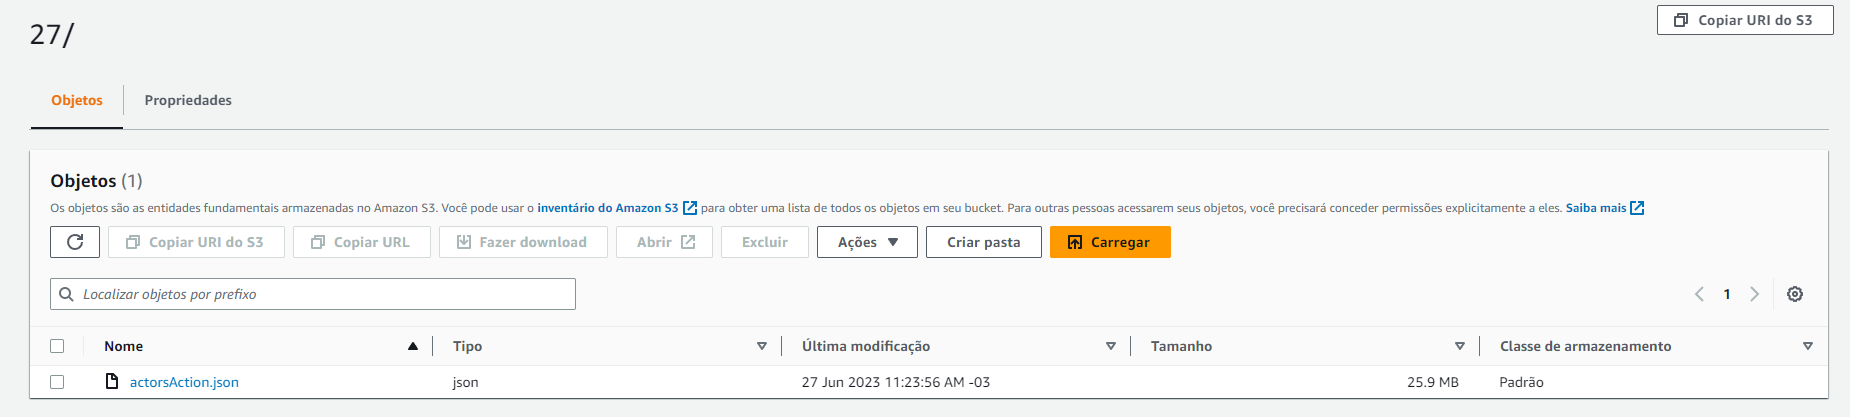 27/
Copiar URI do S3
Objetos
Propriedades
Objetos (1)
Os objetos são as entidades fundamentais armazenadas no Amazon S3. Você pode usar o inventário do Amazon S3 para obter uma lista de todos os objetos em seu bucket. Para outras pessoas acessarem seus objetos, você precisará conceder permissões explicitamente a eles. Saiba mais
Copiar URI do S3 Copiar URL Fazer download Abrir Excluir Ações Criar pasta Carregar
Localizar objetos por prefixo
1
Nome Tipo Última modificação Tamanho Classe de armazenamento
actorsAction.json json 27 Jun 2023 11:23:56 AM -03 25.9 MB Padrão